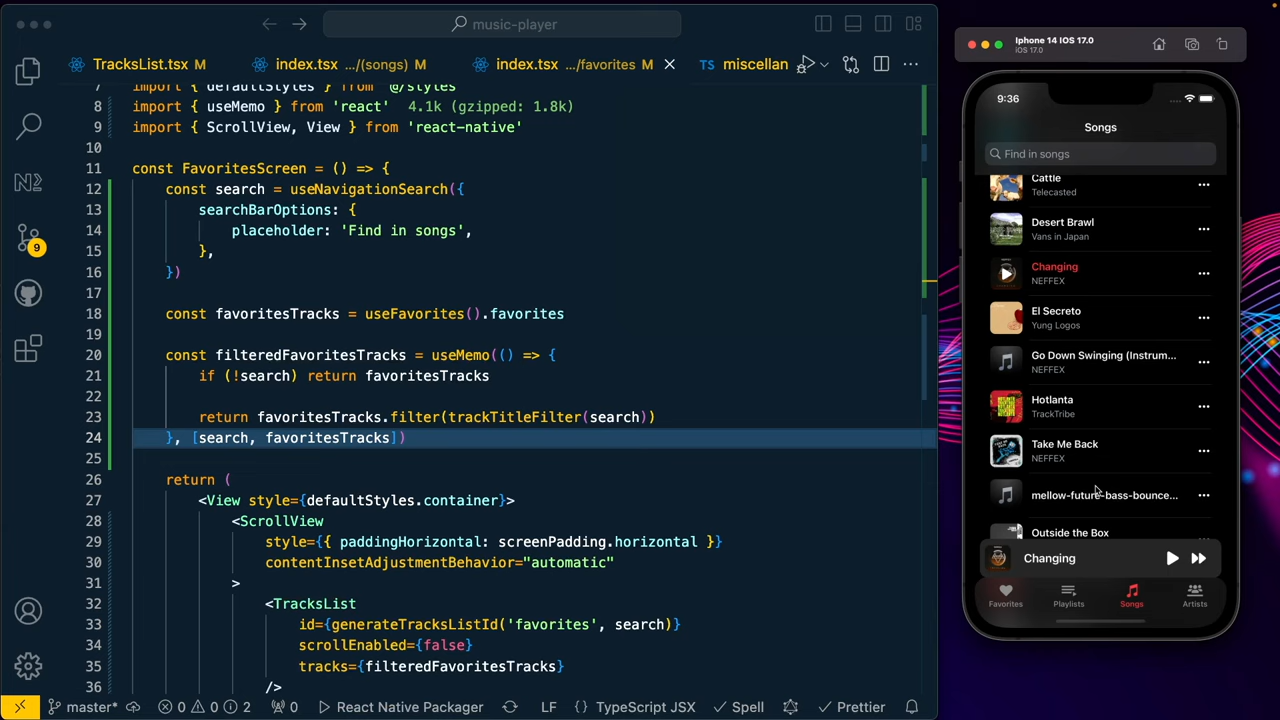 music-player
TracksList.tsx M
index.tsx .../(songs) M
index.tsx .../favorites M
TS miscellan
7 import { defaultStyles } from '@/styles'
8 import { useMemo } from 'react' 4.1k (gzipped: 1.8k)
9 import { ScrollView, View } from 'react-native'
10
11 const FavoritesScreen = () => {
12 const search = useNavigationSearch({
13 searchBarOptions: {
14 placeholder: 'Find in songs',
15 },
16 })
17
18 const favoritesTracks = useFavorites().favorites
19
20 const filteredFavoritesTracks = useMemo(() => {
21 if (!search) return favoritesTracks
22
23 return favoritesTracks.filter(trackTitleFilter(search))
24 }, [search, favoritesTracks])
25
26 return (
27 <View style={defaultStyles.container}>
28 <ScrollView
29 style={{ paddingHorizontal: screenPadding.horizontal }}
30 contentInsetAdjustmentBehavior="automatic"
31 >
32 <TracksList
33 id={generateTracksListId('favorites', search)}
34 scrollEnabled={false}
35 tracks={filteredFavoritesTracks}
36 />
9
master* 0 0 2 0 React Native Packager LF {} TypeScript JSX Spell Prettier
Iphone 14 IOS 17.0
iOS 17.0
9:36
Songs
Find in songs
Cattle
Telecasted
Desert Brawl
Vans in Japan
Changing
NEFFEX
El Secreto
Yung Logos
Go Down Swinging (Instrum...
NEFFEX
Hotlanta
TrackTribe
Take Me Back
NEFFEX
mellow-future-bass-bounce...
Outside the Box
Changing
Favorites Playlists Songs Artists